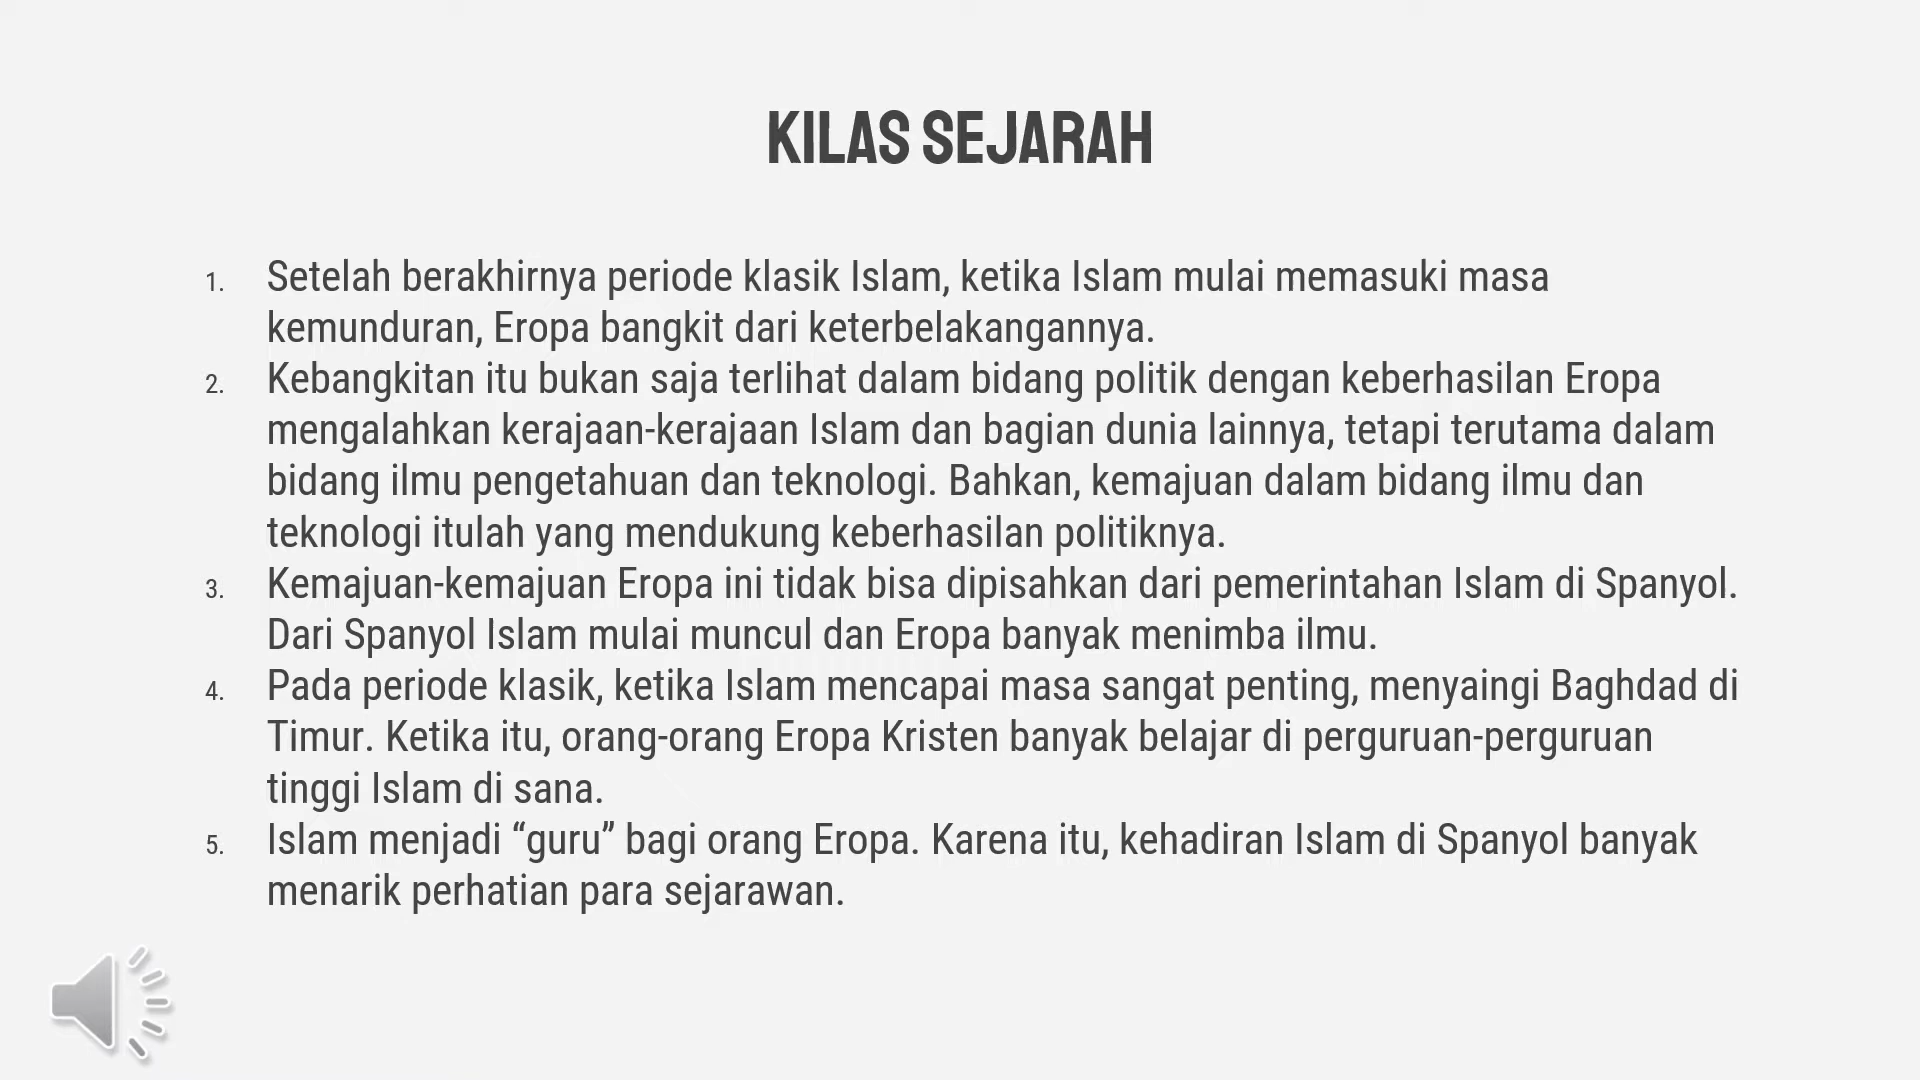 KILAS SEJARAH
1. Setelah berakhirnya periode klasik Islam, ketika Islam mulai memasuki masa
kemunduran, Eropa bangkit dari keterbelakangannya.
2. Kebangkitan itu bukan saja terlihat dalam bidang politik dengan keberhasilan Eropa
mengalahkan kerajaan-kerajaan Islam dan bagian dunia lainnya, tetapi terutama dalam
bidang ilmu pengetahuan dan teknologi. Bahkan, kemajuan dalam bidang ilmu dan
teknologi itulah yang mendukung keberhasilan politiknya.
3. Kemajuan-kemajuan Eropa ini tidak bisa dipisahkan dari pemerintahan Islam di Spanyol.
Dari Spanyol Islam mulai muncul dan Eropa banyak menimba ilmu.
4. Pada periode klasik, ketika Islam mencapai masa sangat penting, menyaingi Baghdad di
Timur. Ketika itu, orang-orang Eropa Kristen banyak belajar di perguruan-perguruan
tinggi Islam di sana.
5. Islam menjadi “guru” bagi orang Eropa. Karena itu, kehadiran Islam di Spanyol banyak
menarik perhatian para sejarawan.